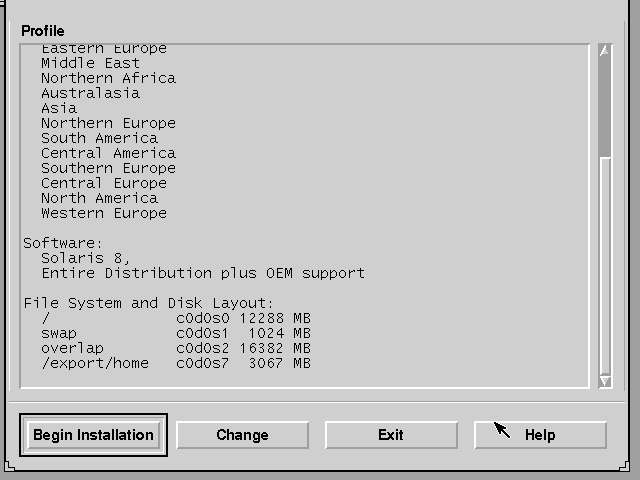 Profile
Eastern Europe
Middle East
Northern Africa
Australasia
Asia
Northern Europe
South America
Central America
Southern Europe
Central Europe
North America
Western Europe
Software:
Solaris 8,
Entire Distribution plus OEM support
File System and Disk Layout:
/ c0d0s0 12288 MB
swap c0d0s1 1024 MB
overlap c0d0s2 16382 MB
/export/home c0d0s7 3067 MB
Begin Installation Change Exit Help